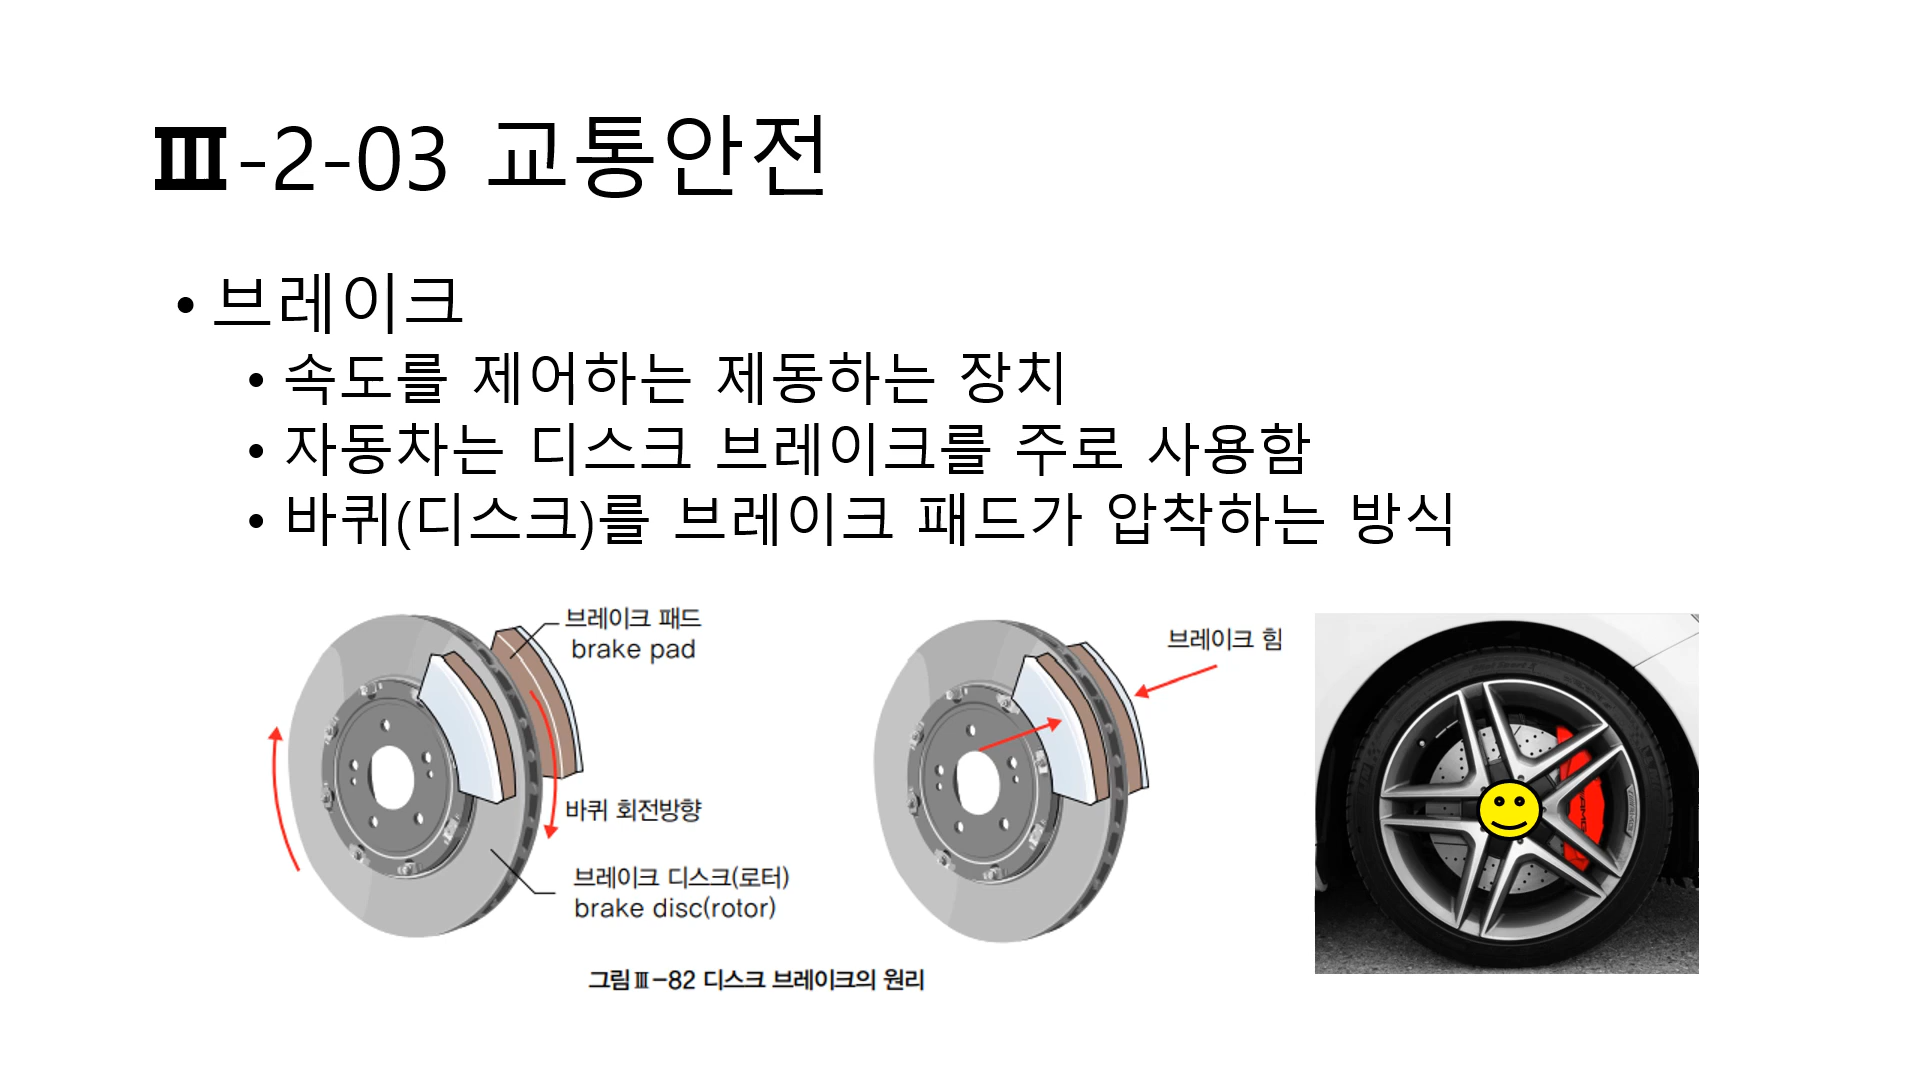 Ⅲ-2-03 교통안전
• 브레이크
• 속도를 제어하는 제동하는 장치
• 자동차는 디스크 브레이크를 주로 사용함
• 바퀴(디스크)를 브레이크 패드가 압착하는 방식
브레이크 패드
brake pad
바퀴 회전방향
브레이크 디스크(로터)
brake disc(rotor)
브레이크 힘
AMG
그림Ⅲ-82 디스크 브레이크의 원리